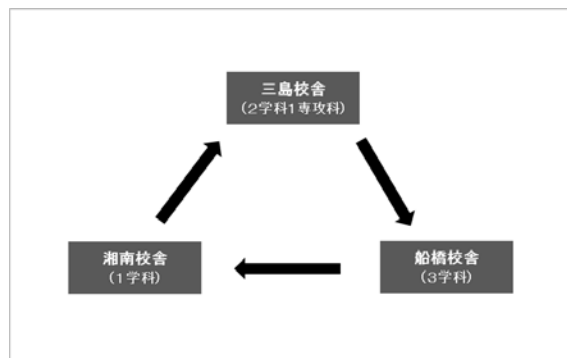 三島校舎
（2学科1専攻科）
湘南校舎
（1学科）
船橋校舎
（3学科）